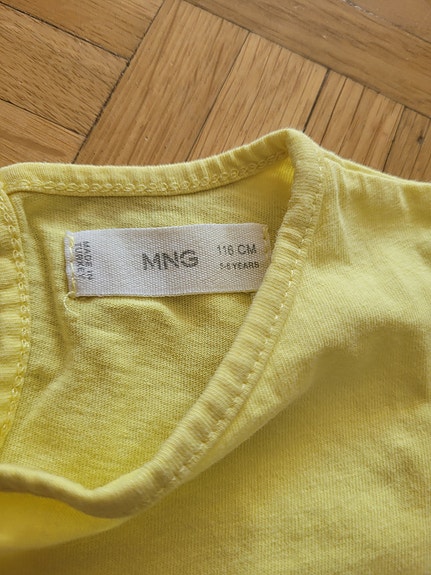 MADE IN
TURKEY
MNG
116 CM
5-6 YEARS